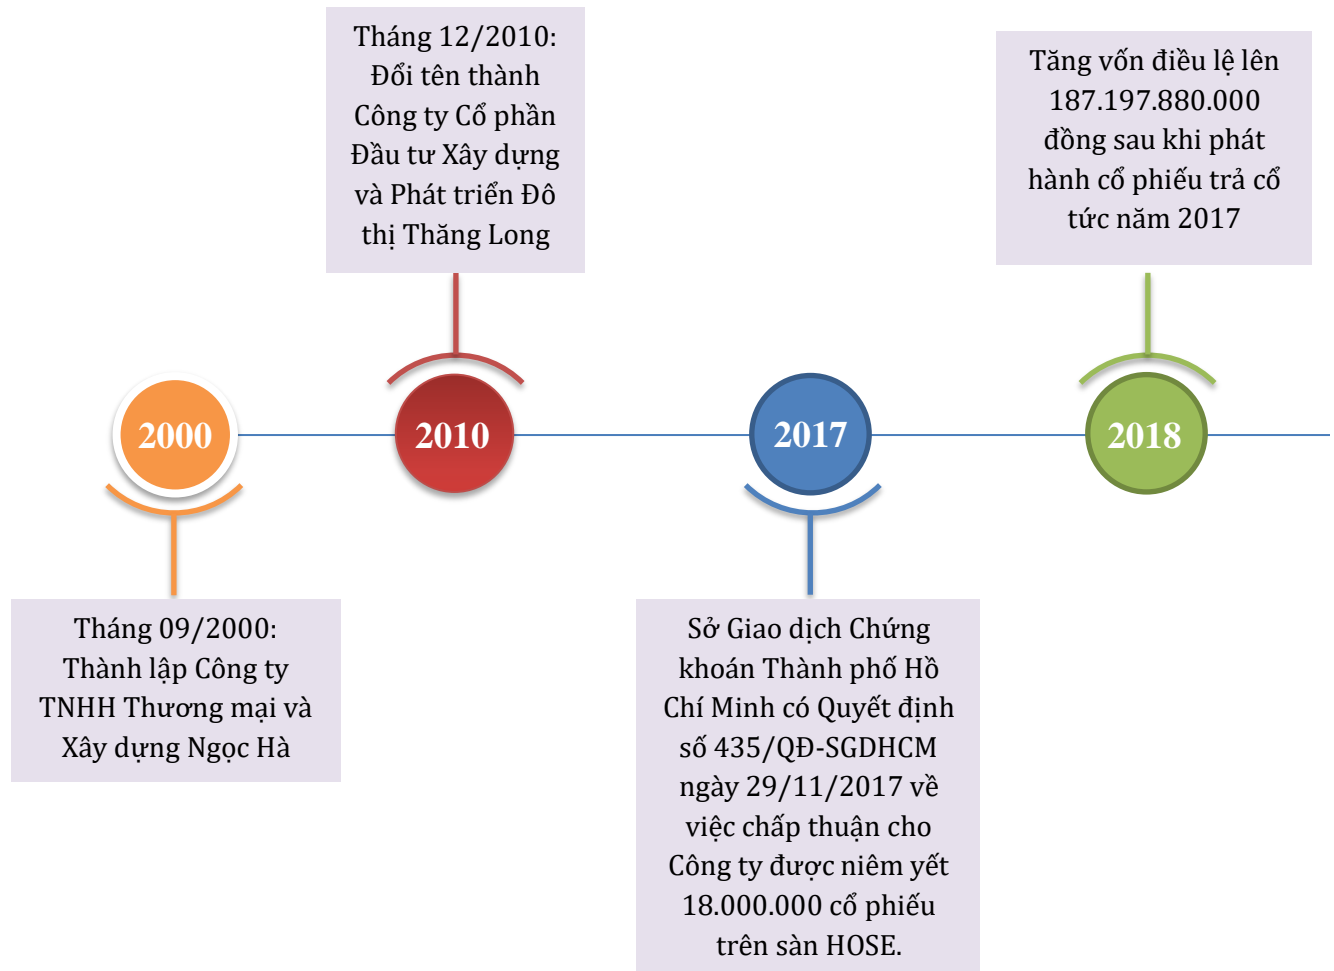 Tháng 12/2010:
Đổi tên thành
Công ty Cổ phần
Đầu tư Xây dựng
và Phát triển Đô
thị Thăng Long
Tăng vốn điều lệ lên
187.197.880.000
đồng sau khi phát
hành cổ phiếu trả cổ
tức năm 2017
2000
2010
2017
2018
Tháng 09/2000:
Thành lập Công ty
TNHH Thương mại và
Xây dựng Ngọc Hà
Sở Giao dịch Chứng
khoán Thành phố Hồ
Chí Minh có Quyết định
số 435/QĐ-SGDHCM
ngày 29/11/2017 về
việc chấp thuận cho
Công ty được niêm yết
18.000.000 cổ phiếu
trên sàn HOSE.